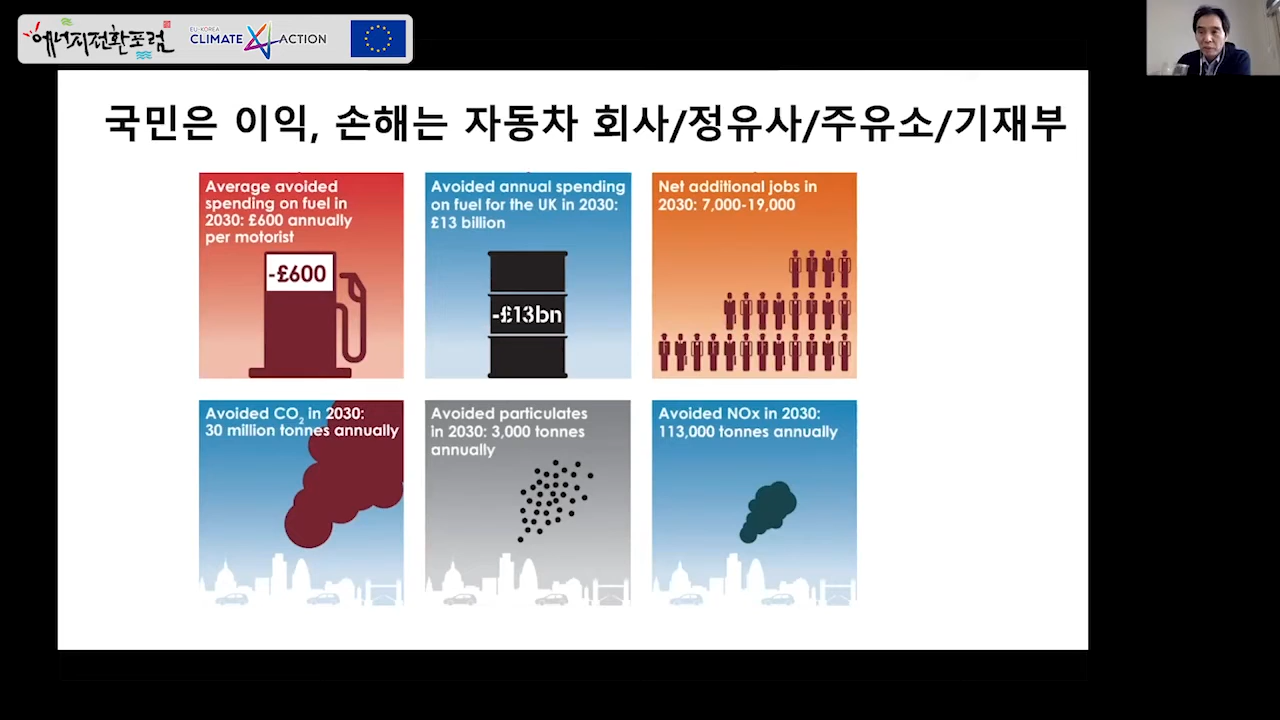 에너지전환포럼
EU-KOREA
CLIMATE ACTION
국민은 이익, 손해는 자동차 회사/정유사/주유소/기재부
Average avoided
spending on fuel in
2030: £600 annually
per motorist
-£600
Avoided annual spending
on fuel for the UK in 2030:
£13 billion
-£13bn
Net additional jobs in
2030: 7,000-19,000
Avoided CO₂ in 2030:
30 million tonnes annually
Avoided particulates
in 2030: 3,000 tonnes
annually
Avoided NOx in 2030:
113,000 tonnes annually